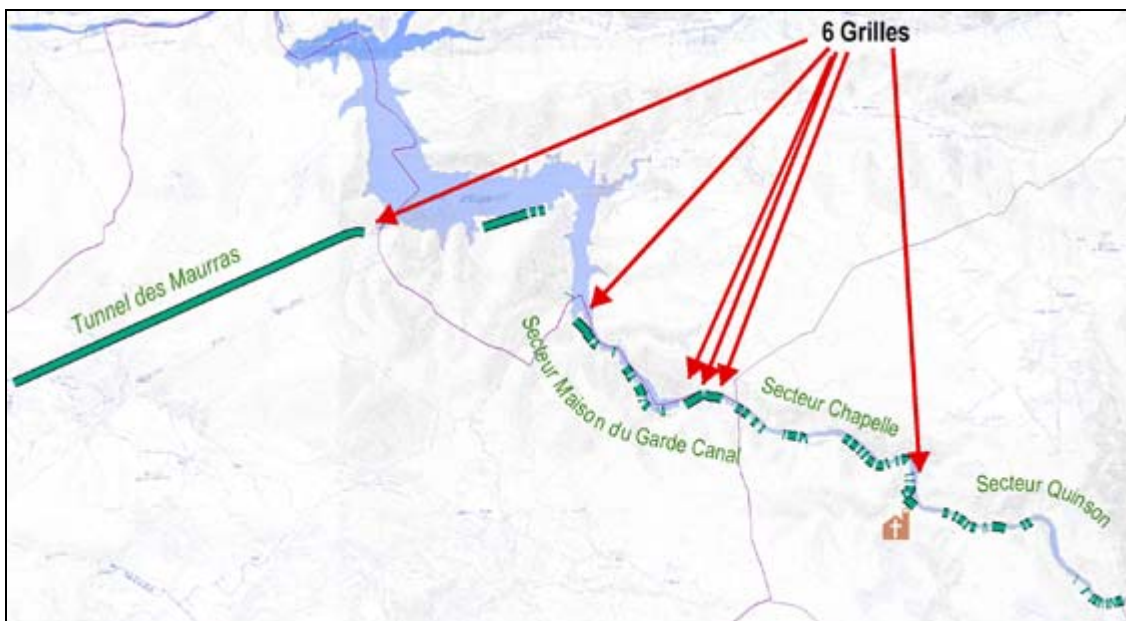 6 Grilles
Tunnel des Maurras
Secteur Maison du Garde Canal
Secteur Chapelle
Secteur Quinson